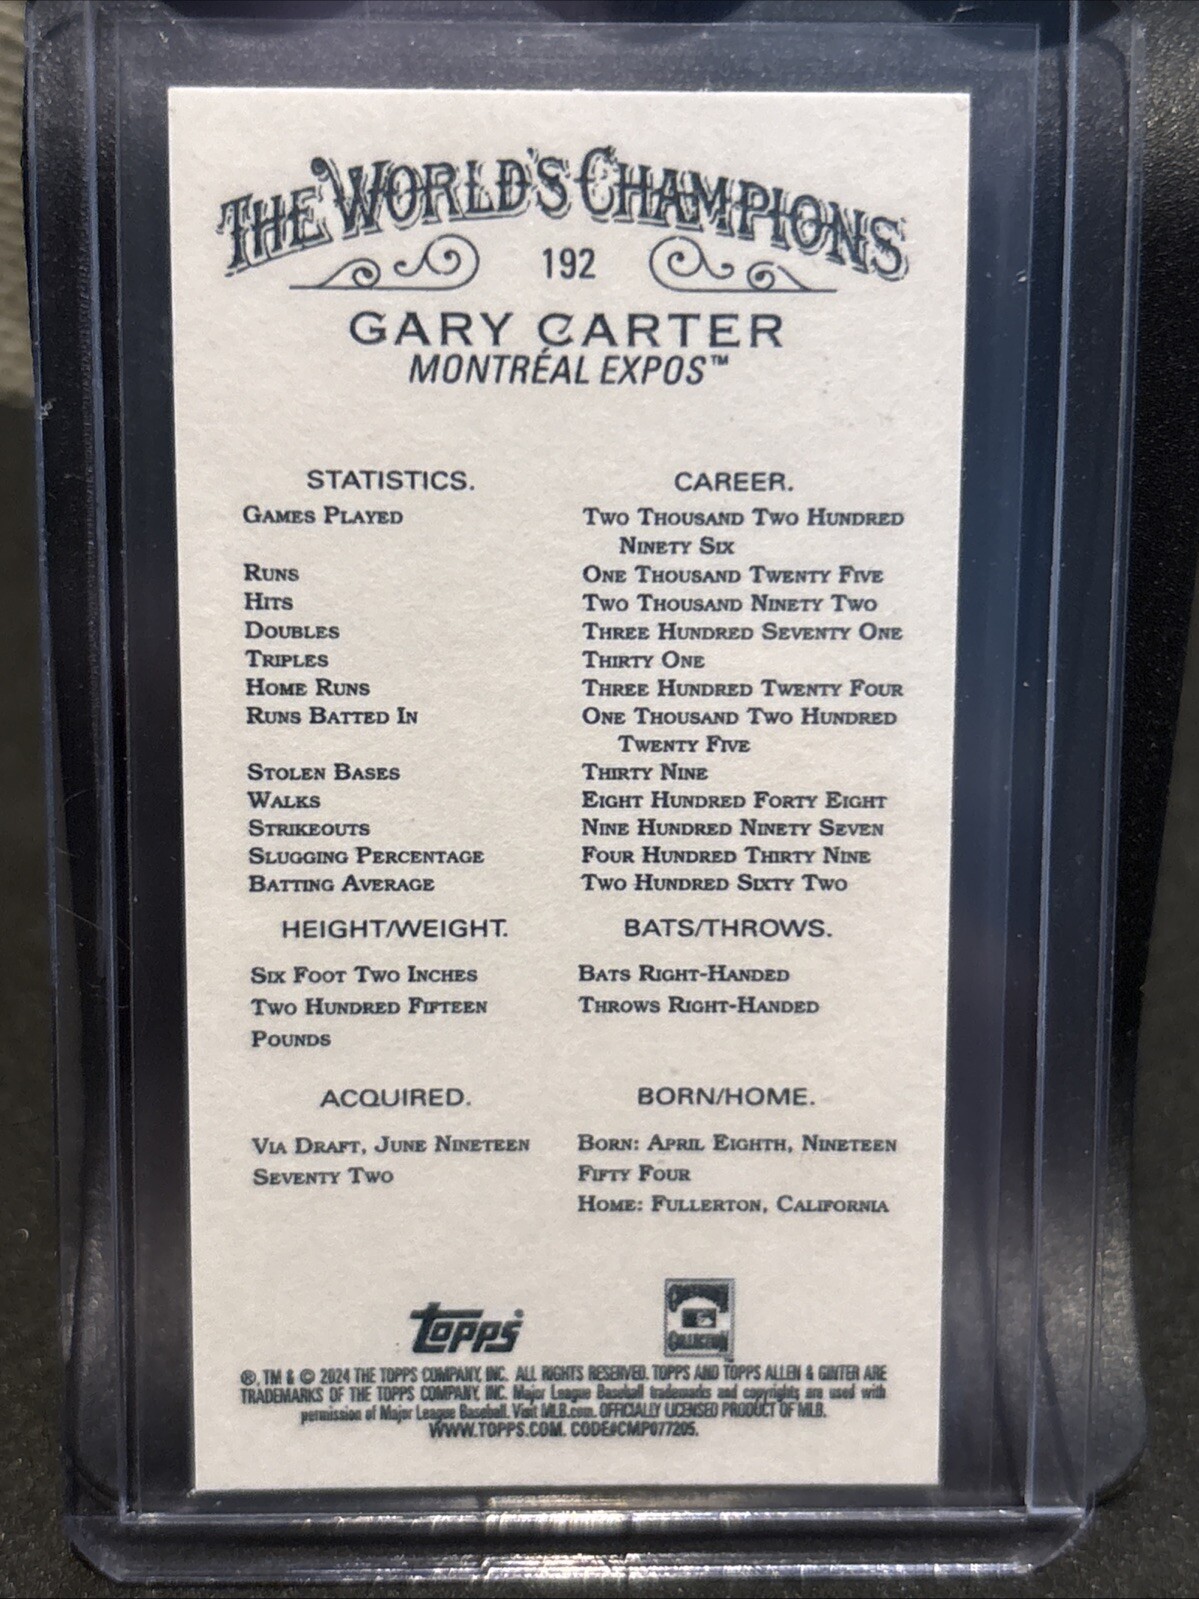 THE WORLD'S CHAMPIONS
192
GARY CARTER
MONTRÉAL EXPOS™
STATISTICS. CAREER.
GAMES PLAYED TWO THOUSAND TWO HUNDRED
NINETY SIX
RUNS ONE THOUSAND TWENTY FIVE
HITS TWO THOUSAND NINETY TWO
DOUBLES THREE HUNDRED SEVENTY ONE
TRIPLES THIRTY ONE
HOME RUNS THREE HUNDRED TWENTY FOUR
RUNS BATTED IN ONE THOUSAND TWO HUNDRED
TWENTY FIVE
STOLEN BASES THIRTY NINE
WALKS EIGHT HUNDRED FORTY EIGHT
STRIKEOUTS NINE HUNDRED NINETY SEVEN
SLUGGING PERCENTAGE FOUR HUNDRED THIRTY NINE
BATTING AVERAGE TWO HUNDRED SIXTY TWO
HEIGHT/WEIGHT. BATS/THROWS.
SIX FOOT TWO INCHES BATS RIGHT-HANDED
TWO HUNDRED FIFTEEN THROWS RIGHT-HANDED
POUNDS
ACQUIRED. BORN/HOME.
VIA DRAFT, JUNE NINETEEN BORN: APRIL EIGHTH, NINETEEN
SEVENTY TWO FIFTY FOUR
HOME: FULLERTON, CALIFORNIA
topps®
COOPERSTOWN
COLLECTION™
®, TM & © 2024 THE TOPPS COMPANY, INC. ALL RIGHTS RESERVED. TOPPS AND TOPPS ALLEN & GINTER ARE
TRADEMARKS OF THE TOPPS COMPANY, INC. Major League Baseball trademarks and copyrights are used with
permission of Major League Baseball. Visit MLB.com. OFFICIALLY LICENSED PRODUCT OF MLB.
WWW.TOPPS.COM. CODE#CMP077205.